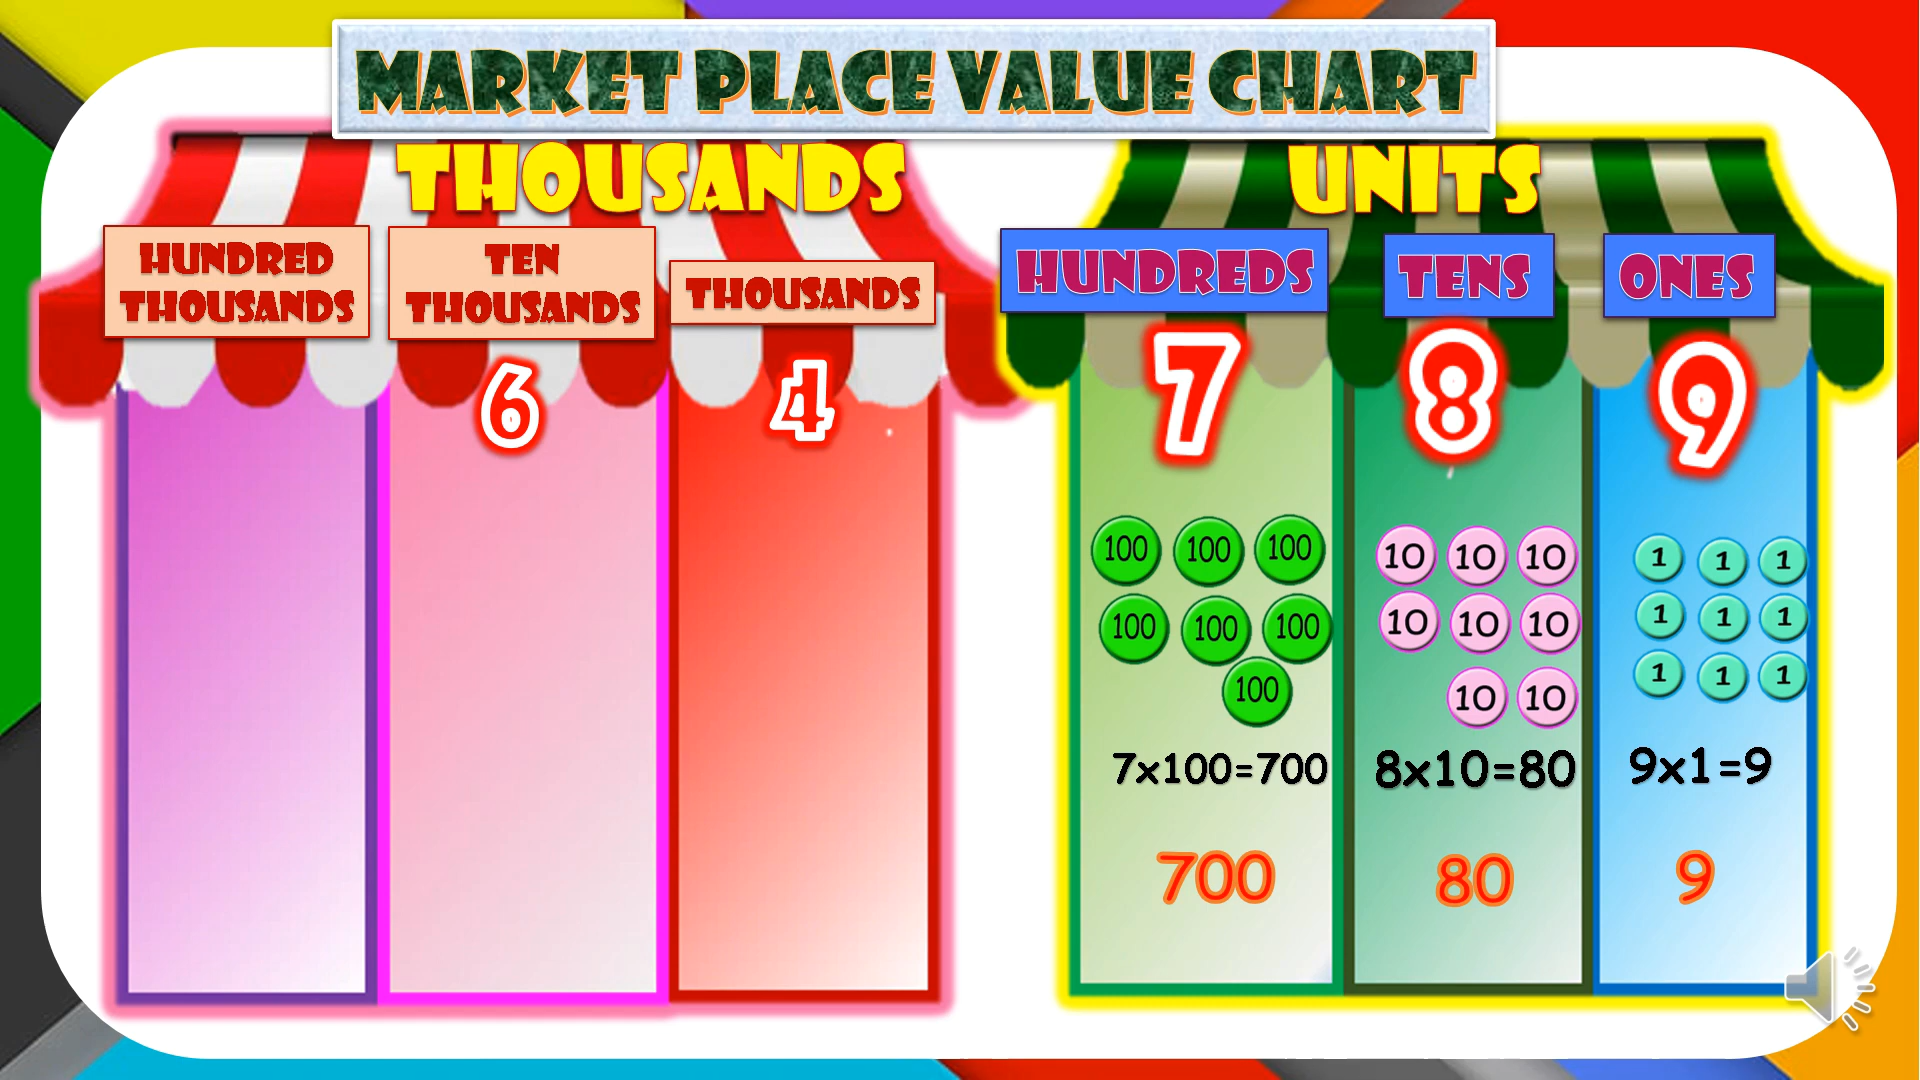 MARKET PLACE VALUE CHART
THOUSANDS
UNITS
HUNDRED
THOUSANDS
TEN
THOUSANDS
THOUSANDS
HUNDREDS
TENS
ONES
6
4
7
8
9
100 100 100
100 100 100
100
10 10 10
10 10 10
10 10
1 1 1
1 1 1
1 1 1
7x100=700
8x10=80
9x1=9
700
80
9